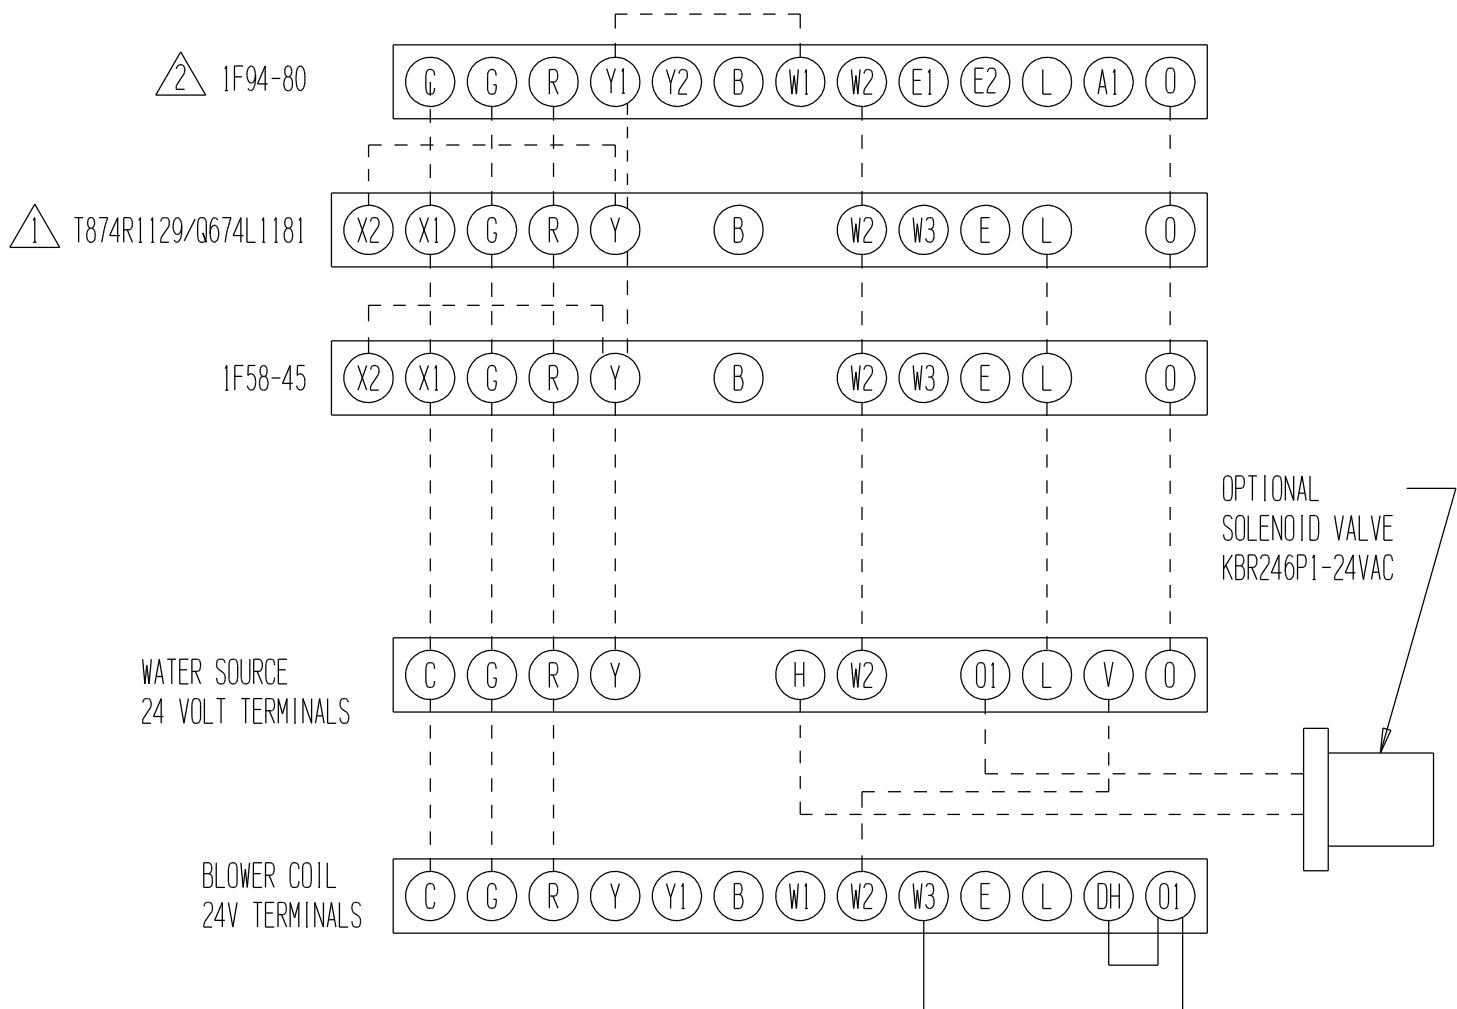 2 1F94-80 C G R Y1 Y2 B W1 W2 E1 E2 L A1 O
1 T874R1129/Q674L1181 X2 X1 G R Y B W2 W3 E L O
1F58-45 X2 X1 G R Y B W2 W3 E L O
OPTIONAL
SOLENOID VALVE
KBR246P1-24VAC
WATER SOURCE
24 VOLT TERMINALS
C G R Y H W2 O1 L V O
BLOWER COIL
24V TERMINALS
C G R Y Y1 B W1 W2 W3 E L DH O1